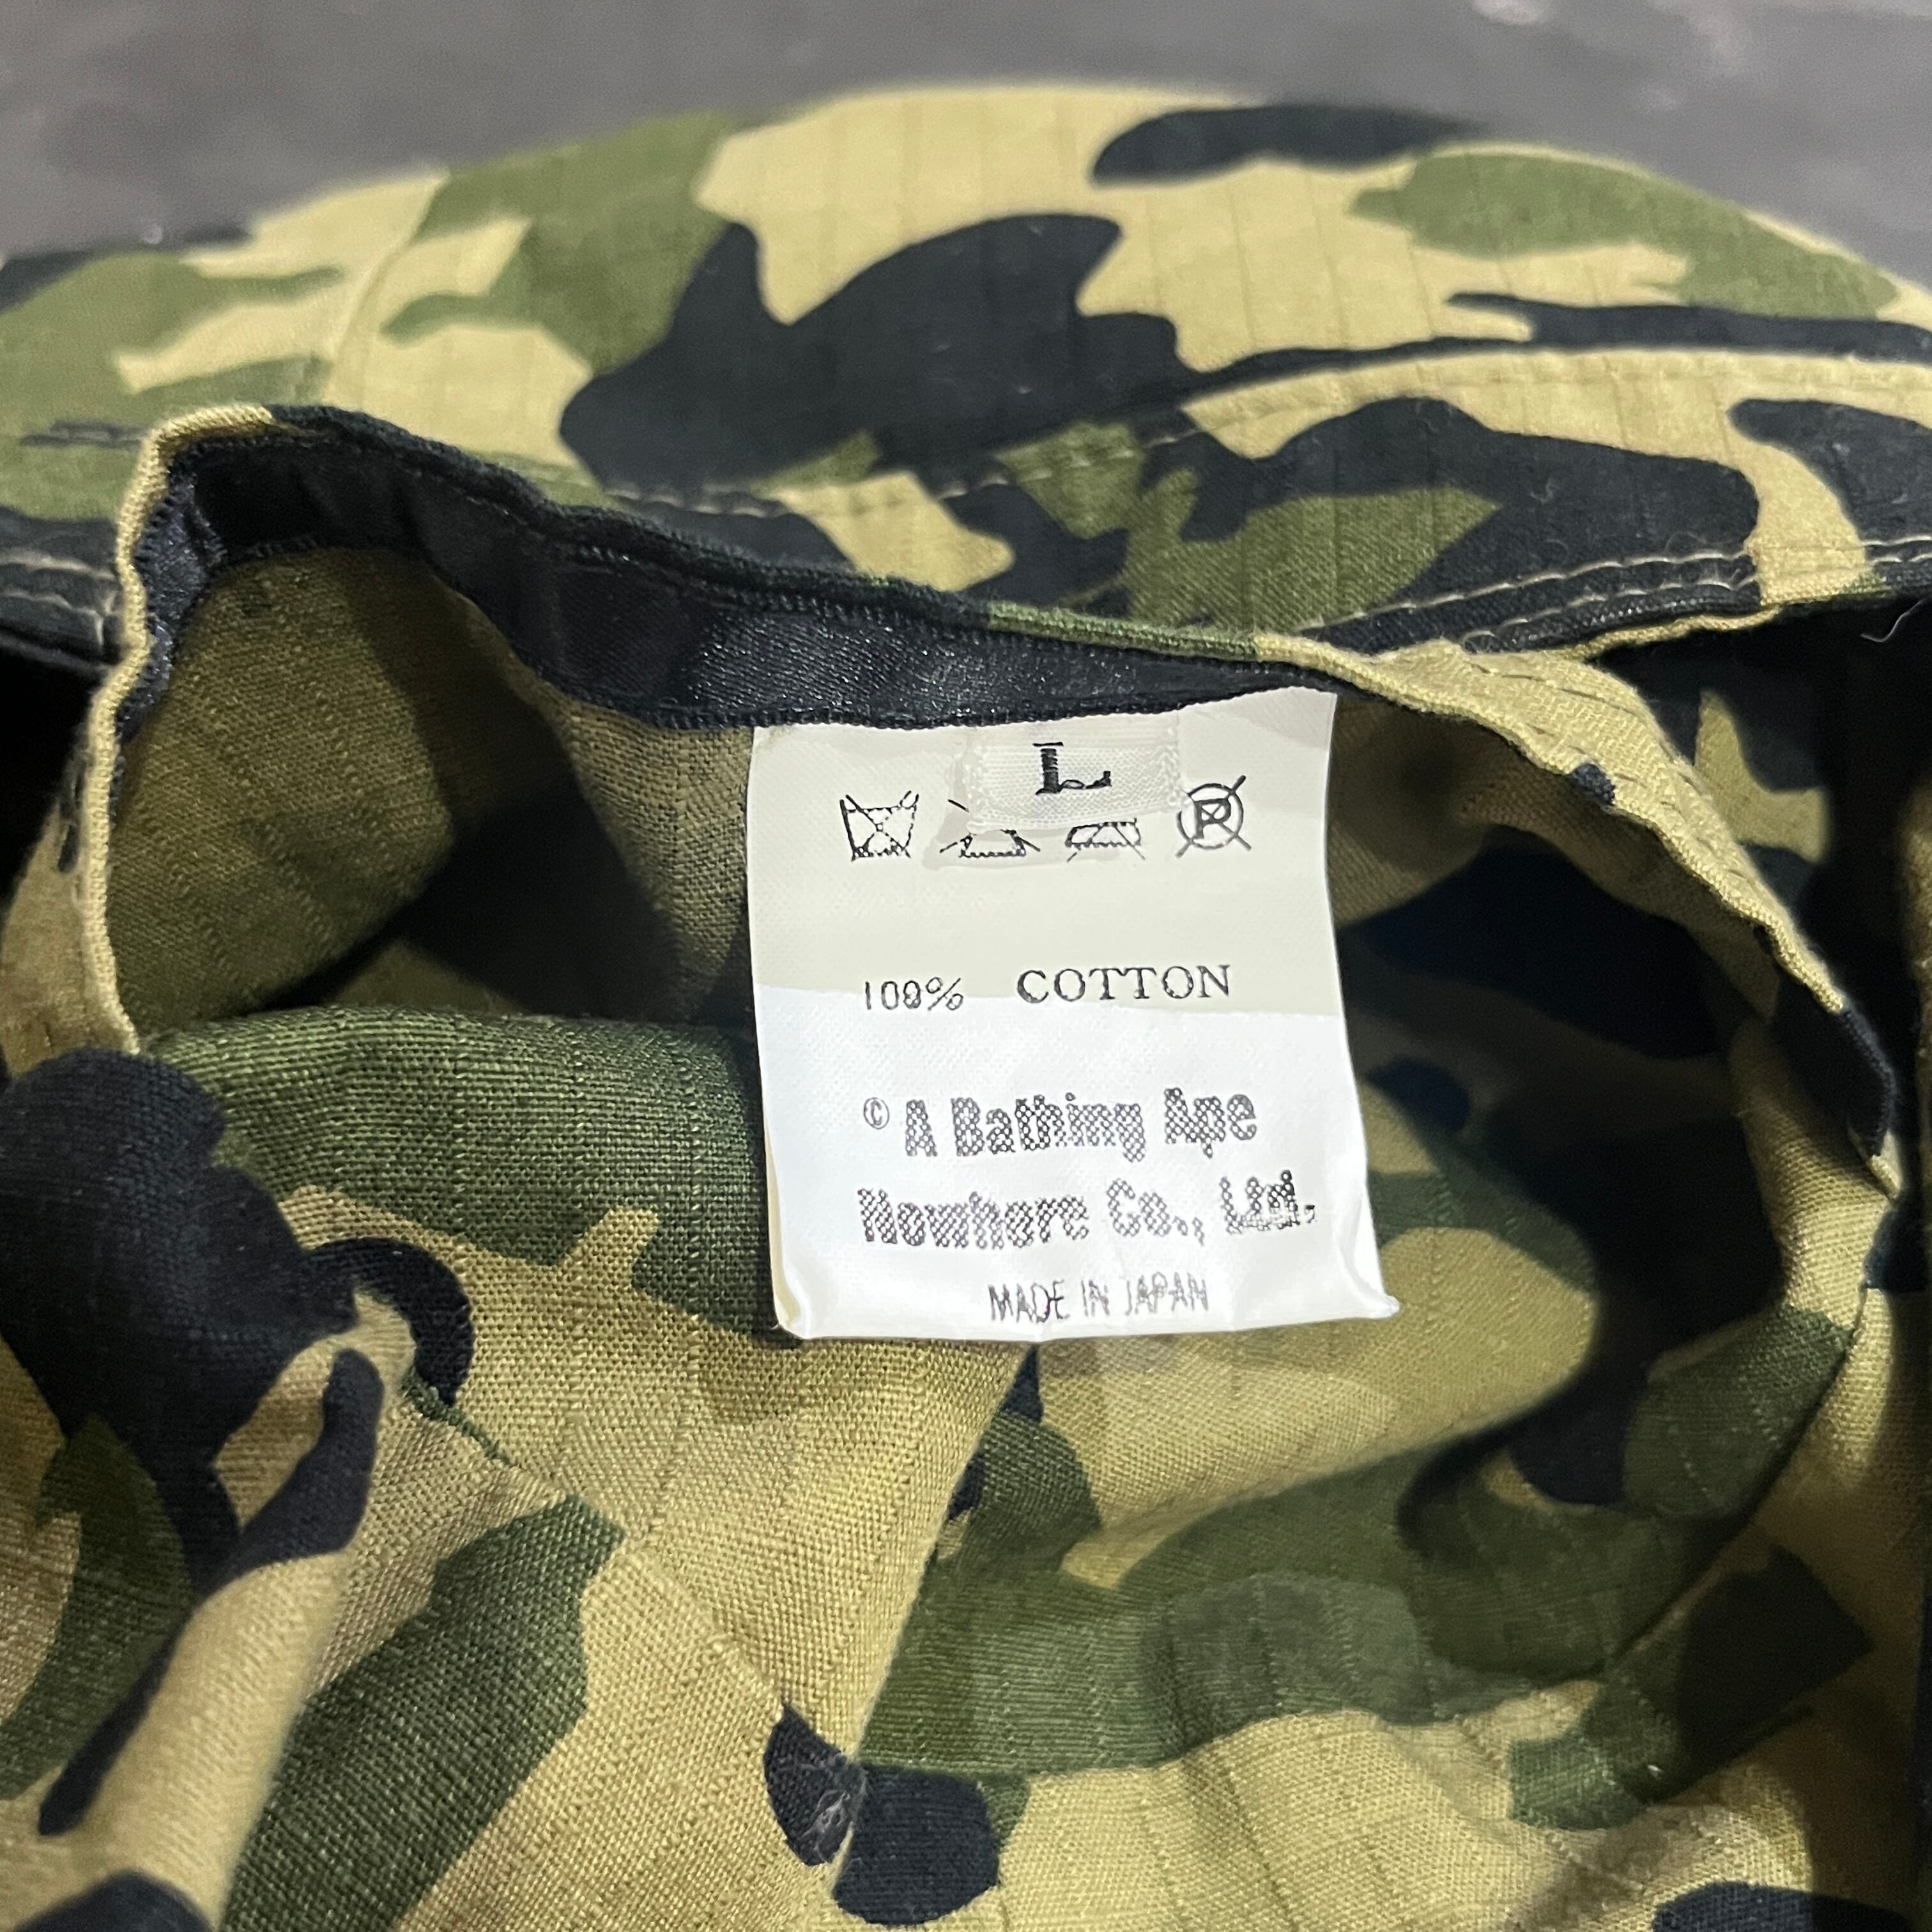 L
100% COTTON
© A Bathing Ape
Nowhere Co., Ltd.
MADE IN JAPAN